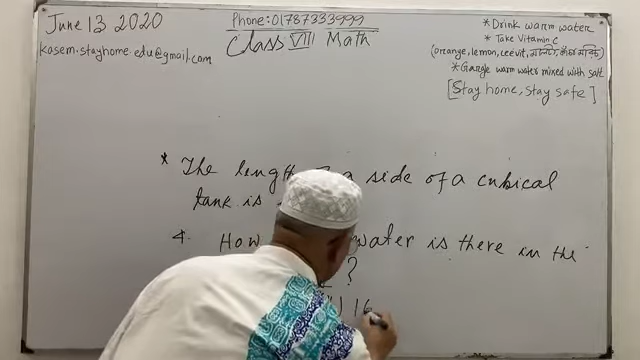 June 13 2020
kosem.stayhome.edu@gmail.com
Phone:01787333999
Class VIII Math
* Drink warm water
* Take Vitamin C
(orcange, lemon, ceevit,
* Gargle warm water mixed with salt
[Stay home, stay safe]
* The length a side of a cubical
tank is
4. How water is there in the
?
16